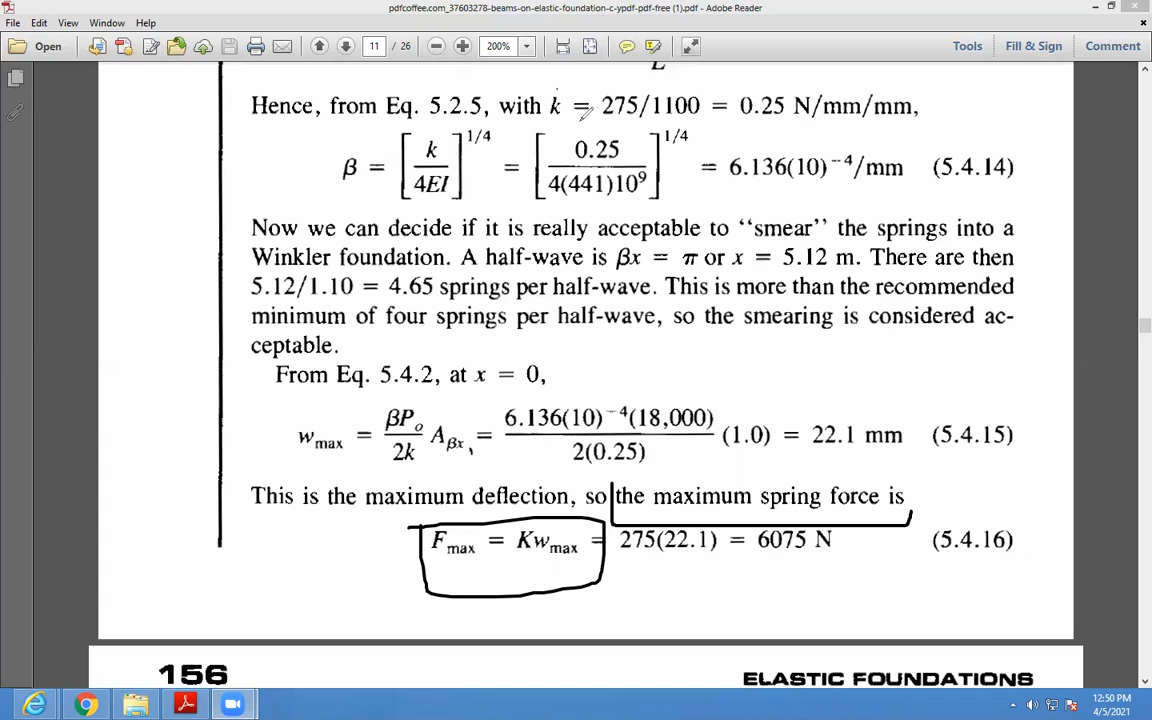 pdfcoffee.com_37603278-beams-on-elastic-foundation-c-ypdf-pdf-free (1).pdf - Adobe Reader
File Edit View Window Help
Open 11 / 26 200% Tools Fill & Sign Comment
L
Hence, from Eq. 5.2.5, with k = 275/1100 = 0.25 N/mm/mm,
β = [k/4EI]^1/4 = [0.25/4(441)10^9]^1/4 = 6.136(10)^−4/mm (5.4.14)
Now we can decide if it is really acceptable to "smear" the springs into a
Winkler foundation. A half-wave is βx = π or x = 5.12 m. There are then
5.12/1.10 = 4.65 springs per half-wave. This is more than the recommended
minimum of four springs per half-wave, so the smearing is considered ac-
ceptable.
From Eq. 5.4.2, at x = 0,
w_max = βP_o/2k A_βx, = 6.136(10)^−4(18,000)/2(0.25) (1.0) = 22.1 mm (5.4.15)
This is the maximum deflection, so the maximum spring force is
F_max = Kw_max = 275(22.1) = 6075 N (5.4.16)
156 ELASTIC FOUNDATIONS
12:50 PM
4/5/2021